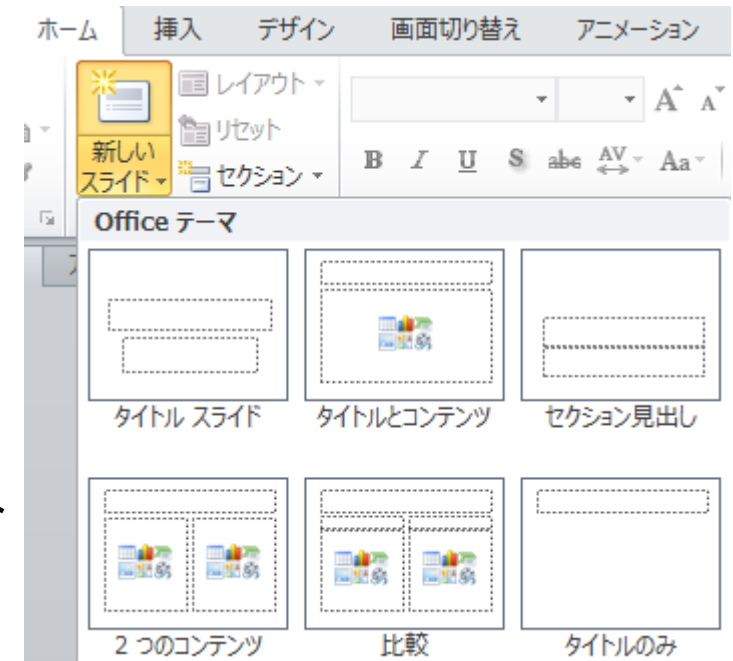 ホーム 挿入 デザイン 画面切り替え アニメーション
レイアウト
リセット
新しい
スライド
セクション
B I U S abc AV Aa A A
Office テーマ
タイトル スライド タイトルとコンテンツ セクション見出し
2 つのコンテンツ 比較 タイトルのみ